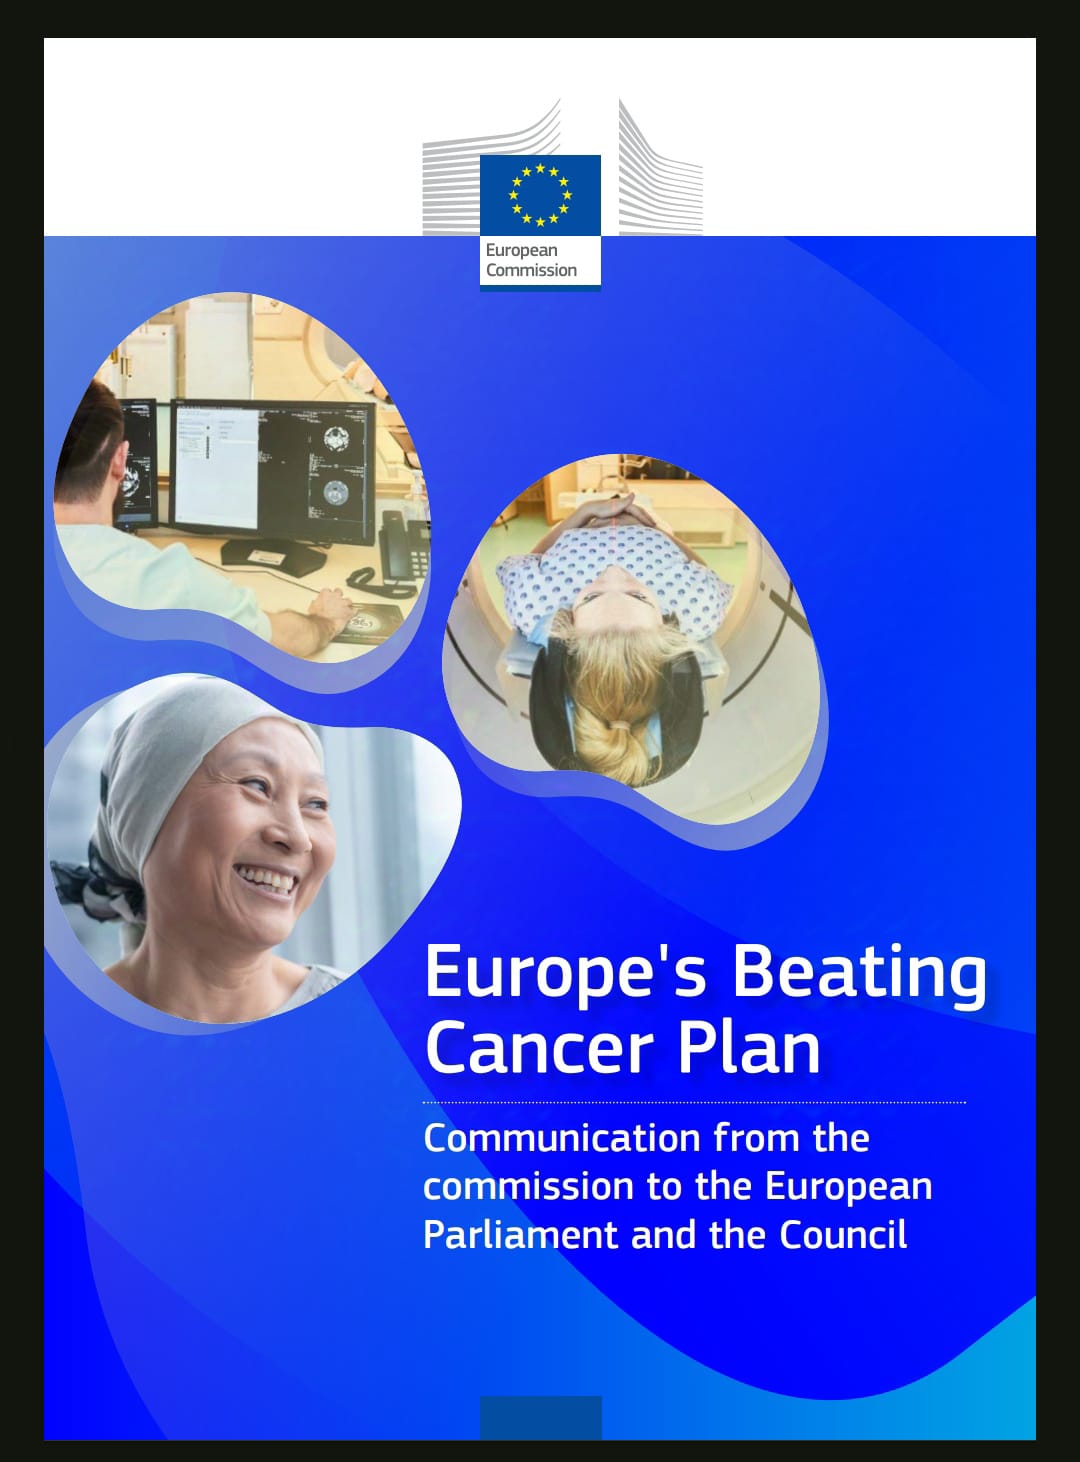 European
Commission
Europe's Beating
Cancer Plan
Communication from the
commission to the European
Parliament and the Council